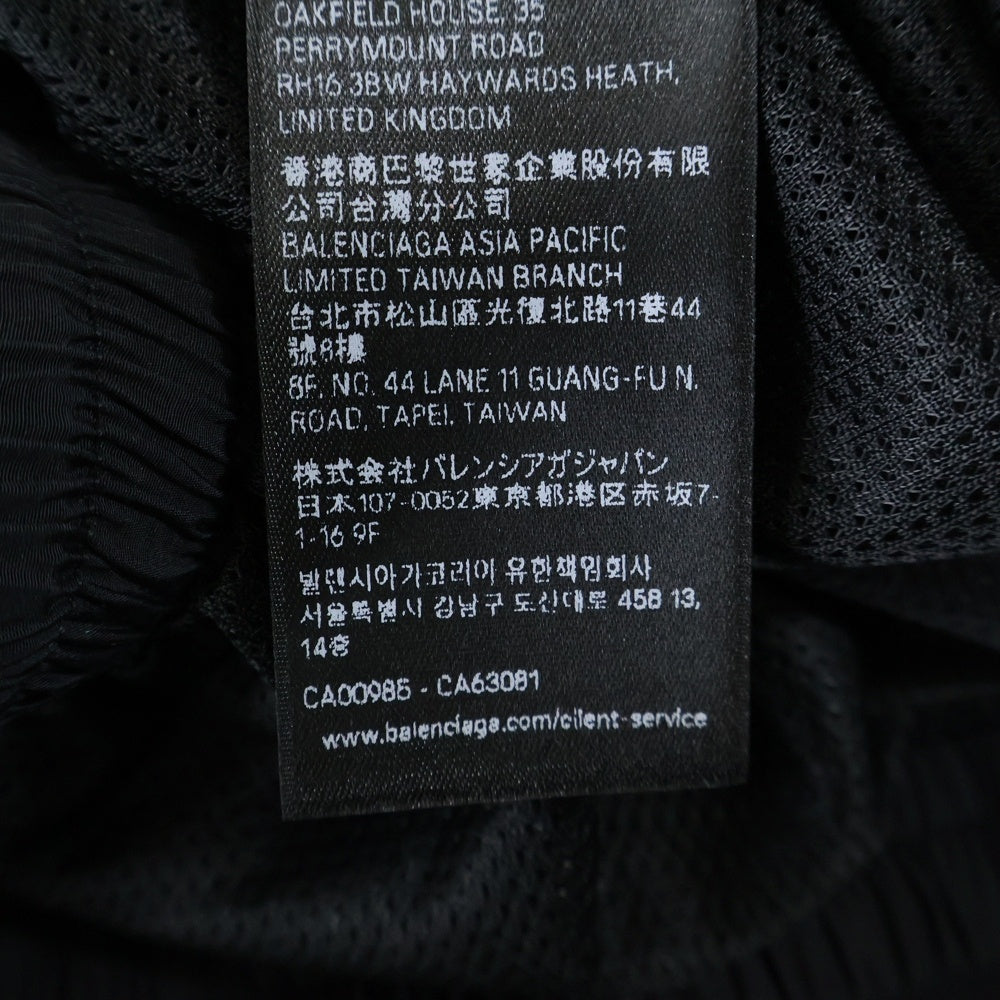 OAKFIELD HOUSE, 35
PERRYMOUNT ROAD
RH16 3BW HAYWARDS HEATH,
UNITED KINGDOM
香港商巴黎世家企業股份有限
公司台灣分公司
BALENCIAGA ASIA PACIFIC
LIMITED TAIWAN BRANCH
台北市松山區光復北路11巷44
號8樓
8F, NO. 44 LANE 11 GUANG-FU N.
ROAD, TAPEI, TAIWAN
株式会社バレンシアガジャパン
日本107-0052東京都港区赤坂7-
1-16 9F
발렌시아가코리아 유한책임회사
서울특별시 강남구 도산대로 458 13,
14층
CA00985 - CA63081
www.balenciaga.com/client-service